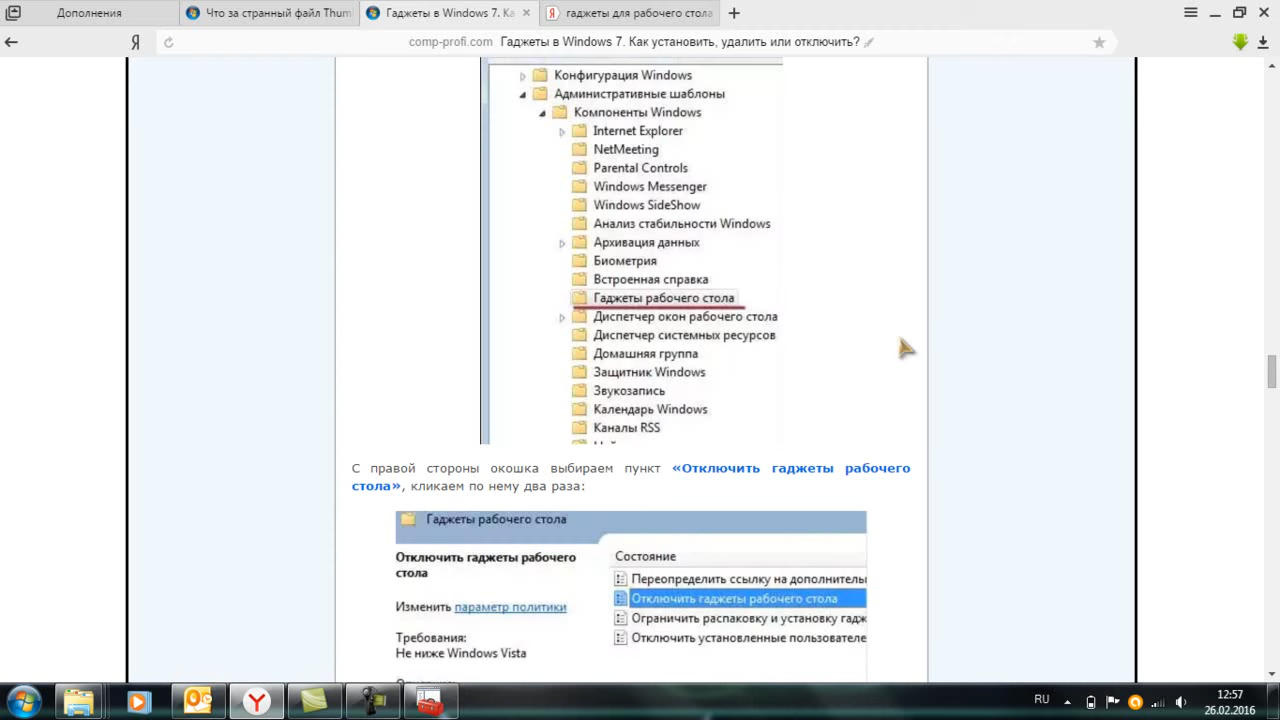 Дополнения
Что за странный файл Thum
Гаджеты в Windows 7. Ка
гаджеты для рабочего стола
comp-profi.com Гаджеты в Windows 7. Как установить, удалить или отключить?
Конфигурация Windows
Административные шаблоны
Компоненты Windows
Internet Explorer
NetMeeting
Parental Controls
Windows Messenger
Windows SideShow
Анализ стабильности Windows
Архивация данных
Биометрия
Встроенная справка
Гаджеты рабочего стола
Диспетчер окон рабочего стола
Диспетчер системных ресурсов
Домашняя группа
Защитник Windows
Звукозапись
Календарь Windows
Каналы RSS
С правой стороны окошка выбираем пункт «Отключить гаджеты рабочего
стола», кликаем по нему два раза:
Гаджеты рабочего стола
Отключить гаджеты рабочего
стола
Изменить параметр политики
Требования:
Не ниже Windows Vista
Состояние
Переопределить ссылку на дополнитель
Отключить гаджеты рабочего стола
Ограничить распаковку и установку гадж
Отключить установленные пользователе
RU
12:57
26.02.2016